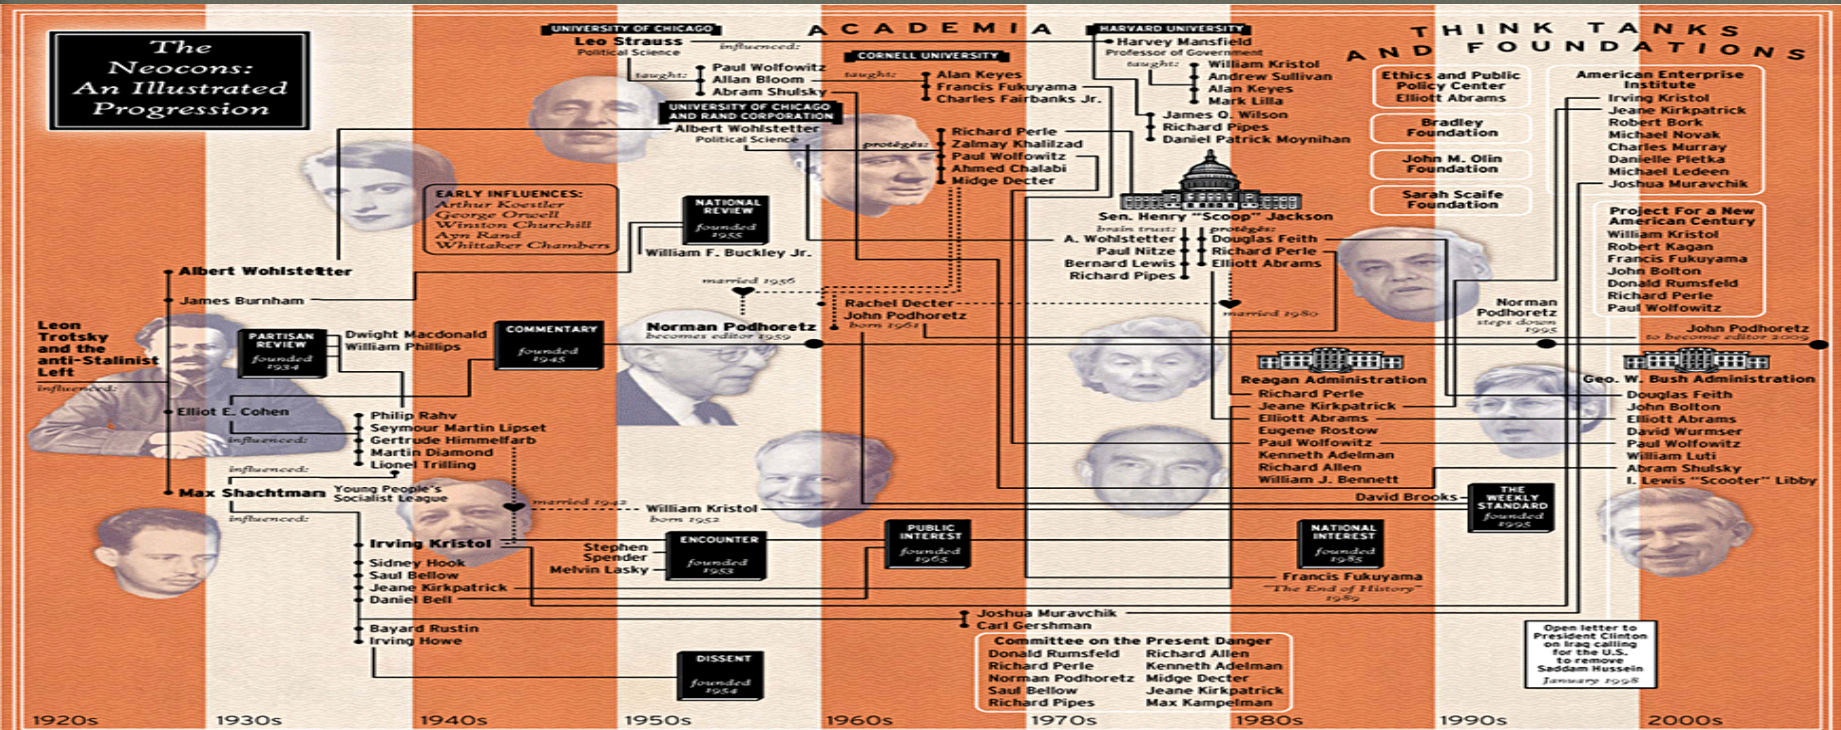 The
Neocons:
An Illustrated
Progression
ACADEMIA
THINK TANKS
AND FOUNDATIONS
UNIVERSITY OF CHICAGO
Leo Strauss
Political Science
influenced:
taught:
Paul Wolfowitz
Allan Bloom
Abram Shulsky
UNIVERSITY OF CHICAGO
AND RAND CORPORATION
Albert Wohlstetter
Political Science
CORNELL UNIVERSITY
taught:
Alan Keyes
Francis Fukuyama
Charles Fairbanks Jr.
protégés:
Richard Perle
Zalmay Khalilzad
Paul Wolfowitz
Ahmed Chalabi
Midge Decter
HARVARD UNIVERSITY
Harvey Mansfield
Professor of Government
taught:
William Kristol
Andrew Sullivan
Alan Keyes
Mark Lilla
James Q. Wilson
Richard Pipes
Daniel Patrick Moynihan
Sen. Henry "Scoop" Jackson
brain trust:
A. Wohlstetter
Paul Nitze
Bernard Lewis
Richard Pipes
protégés:
Douglas Feith
Richard Perle
Elliott Abrams
Ethics and Public
Policy Center
Elliott Abrams
Bradley
Foundation
John M. Olin
Foundation
Sarah Scaife
Foundation
American Enterprise
Institute
Irving Kristol
Jeane Kirkpatrick
Robert Bork
Michael Novak
Charles Murray
Danielle Pletka
Michael Ledeen
Joshua Muravchik
Project For a New
American Century
William Kristol
Robert Kagan
Francis Fukuyama
John Bolton
Donald Rumsfeld
Richard Perle
Paul Wolfowitz
EARLY INFLUENCES:
Arthur Koestler
George Orwell
Winston Churchill
Ayn Rand
Whittaker Chambers
NATIONAL
REVIEW
founded
1955
William F. Buckley Jr.
Albert Wohlstetter
James Burnham
Leon
Trotsky
and the
anti-Stalinist
Left
influenced:
PARTISAN
REVIEW
founded
1934
Dwight Macdonald
William Phillips
COMMENTARY
founded
1945
married 1956
Norman Podhoretz
becomes editor 1959
Rachel Decter
John Podhoretz
born 1961
married 1980
Norman
Podhoretz
steps down
1995
John Podhoretz
to become editor 2009
Elliot E. Cohen
influenced:
Philip Rahv
Seymour Martin Lipset
Gertrude Himmelfarb
Martin Diamond
Lionel Trilling
influenced:
Max Shachtman
Young People's
Socialist League
influenced:
married 1942
William Kristol
born 1952
Irving Kristol
Sidney Hook
Saul Bellow
Jeane Kirkpatrick
Daniel Bell
Bayard Rustin
Irving Howe
Stephen
Spender
Melvin Lasky
ENCOUNTER
founded
1953
PUBLIC
INTEREST
founded
1965
DISSENT
founded
1954
Reagan Administration
Richard Perle
Jeane Kirkpatrick
Elliott Abrams
Eugene Rostow
Paul Wolfowitz
Kenneth Adelman
Richard Allen
William J. Bennett
Geo. W. Bush Administration
Douglas Feith
John Bolton
Elliott Abrams
David Wurmser
Paul Wolfowitz
William Luti
Abram Shulsky
I. Lewis "Scooter" Libby
David Brooks
THE
WEEKLY
STANDARD
founded
1995
NATIONAL
INTEREST
founded
1985
Francis Fukuyama
"The End of History"
1989
Joshua Muravchik
Carl Gershman
Committee on the Present Danger
Donald Rumsfeld
Richard Perle
Norman Podhoretz
Saul Bellow
Richard Pipes
Richard Allen
Kenneth Adelman
Midge Decter
Jeane Kirkpatrick
Max Kampelman
Open letter to
President Clinton
on Iraq calling
for the U.S.
to remove
Saddam Hussein
January 1998
1920s
1930s
1940s
1950s
1960s
1970s
1980s
1990s
2000s